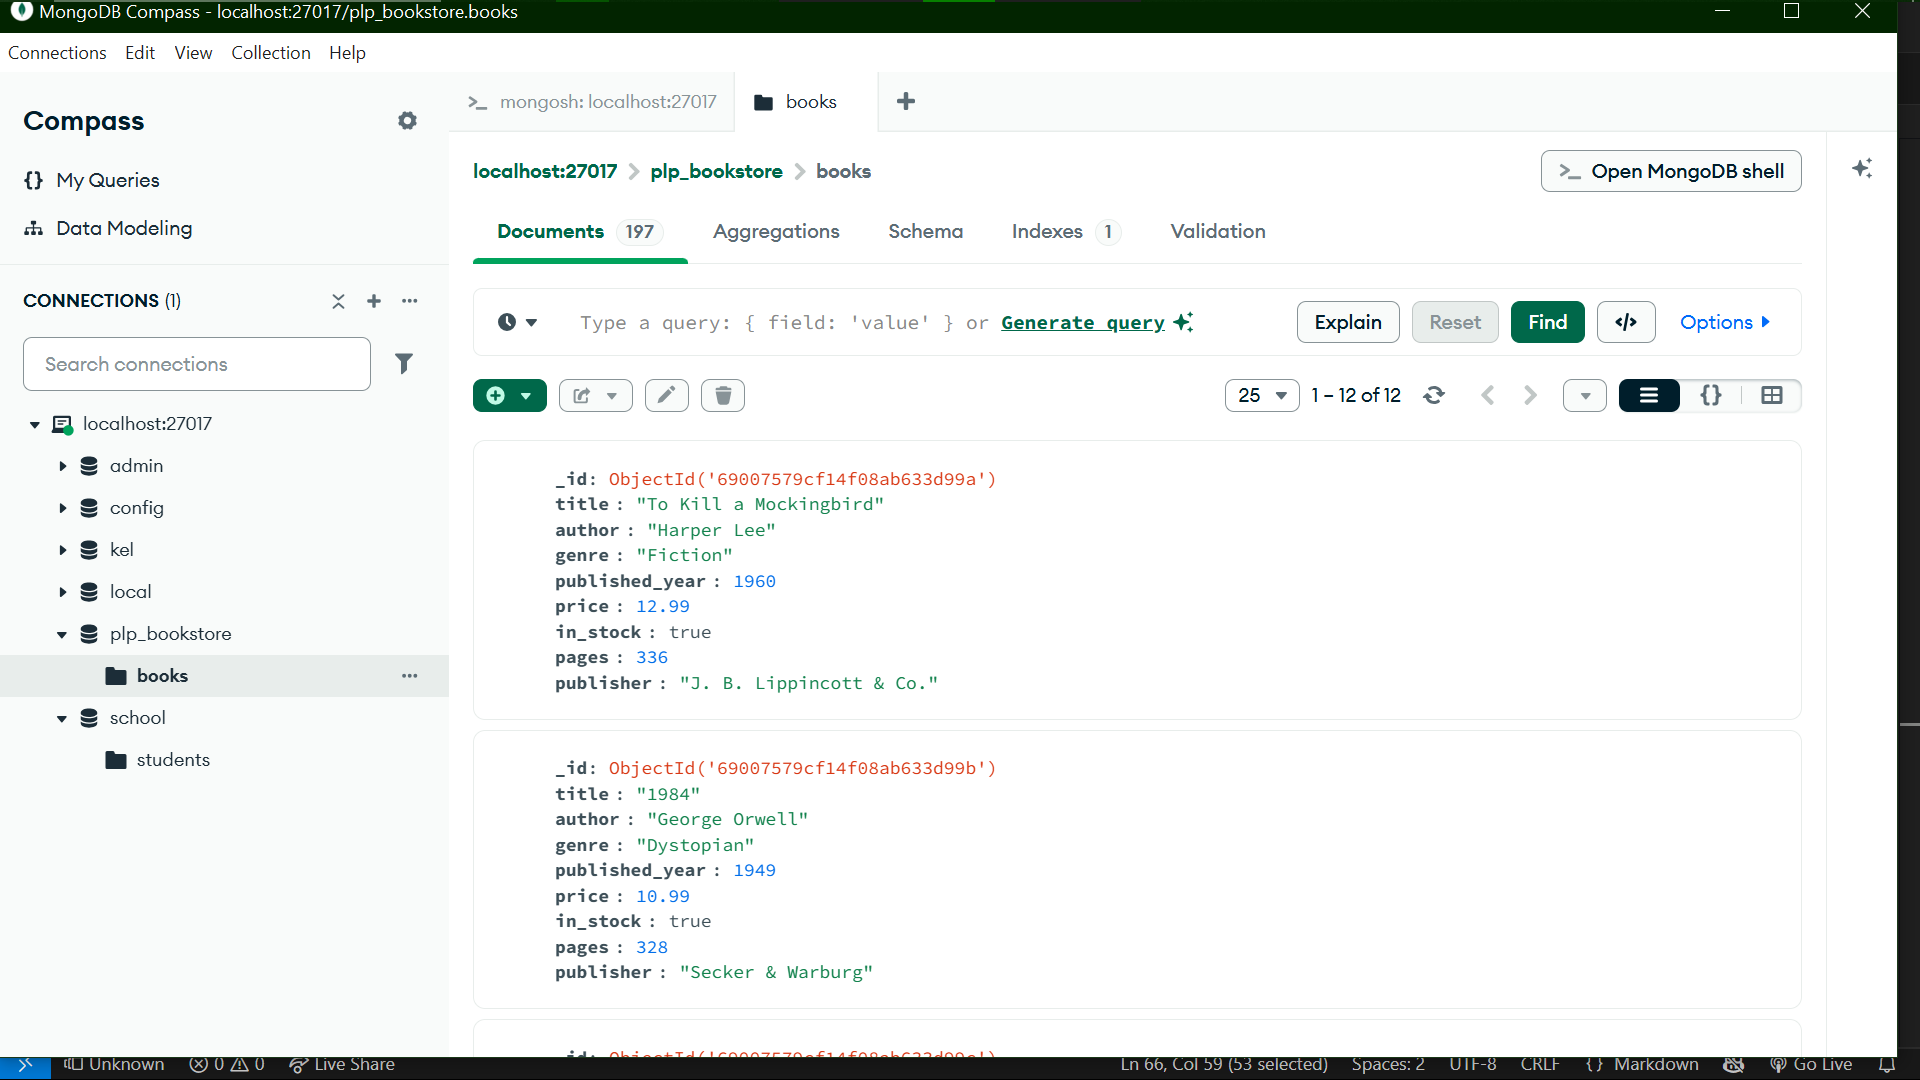 MongoDB Compass - localhost:27017/plp_bookstore.books
Connections Edit View Collection Help
Compass
My Queries
Data Modeling
CONNECTIONS (1)
Search connections
localhost:27017
admin
config
kel
local
plp_bookstore
books
school
students
mongosh: localhost:27017
books
localhost:27017 > plp_bookstore > books
Open MongoDB shell
Documents 197 Aggregations Schema Indexes 1 Validation
Type a query: { field: 'value' } or Generate query
Explain Reset Find </> Options
25 1 – 12 of 12 {}
_id: ObjectId('69007579cf14f08ab633d99a')
title : "To Kill a Mockingbird"
author : "Harper Lee"
genre : "Fiction"
published_year : 1960
price : 12.99
in_stock : true
pages : 336
publisher : "J. B. Lippincott & Co."
_id: ObjectId('69007579cf14f08ab633d99b')
title : "1984"
author : "George Orwell"
genre : "Dystopian"
published_year : 1949
price : 10.99
in_stock : true
pages : 328
publisher : "Secker & Warburg"
_id: ObjectId('69007579cf14f08ab633d99c')
Unknown 0 0 Live Share Ln 66, Col 59 (53 selected) Spaces: 2 UTF-8 CRLF {} Markdown Go Live